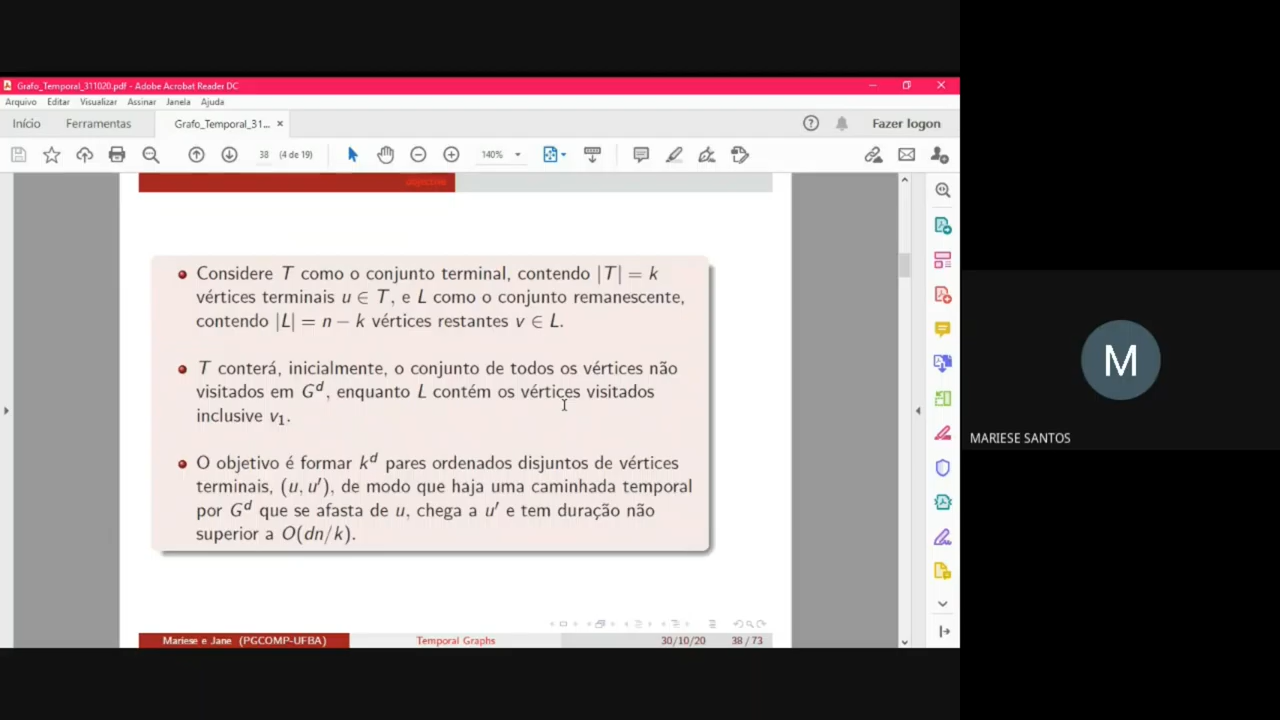 Grafo_Temporal_311020.pdf - Adobe Acrobat Reader DC
Arquivo Editar Visualizar Assinar Janela Ajuda
Início Ferramentas Grafo_Temporal_31... × Fazer logon
38 (4 de 19) 140%
objective
Considere T como o conjunto terminal, contendo |T| = k
vértices terminais u ∈ T, e L como o conjunto remanescente,
contendo |L| = n − k vértices restantes v ∈ L.
T conterá, inicialmente, o conjunto de todos os vértices não
visitados em G^d, enquanto L contém os vértices visitados
inclusive v₁.
O objetivo é formar k^d pares ordenados disjuntos de vértices
terminais, (u, u′), de modo que haja uma caminhada temporal
por G^d que se afasta de u, chega a u′ e tem duração não
superior a O(dn/k).
Mariese e Jane (PGCOMP-UFBA) Temporal Graphs 30/10/20 38 / 73
M
MARIESE SANTOS